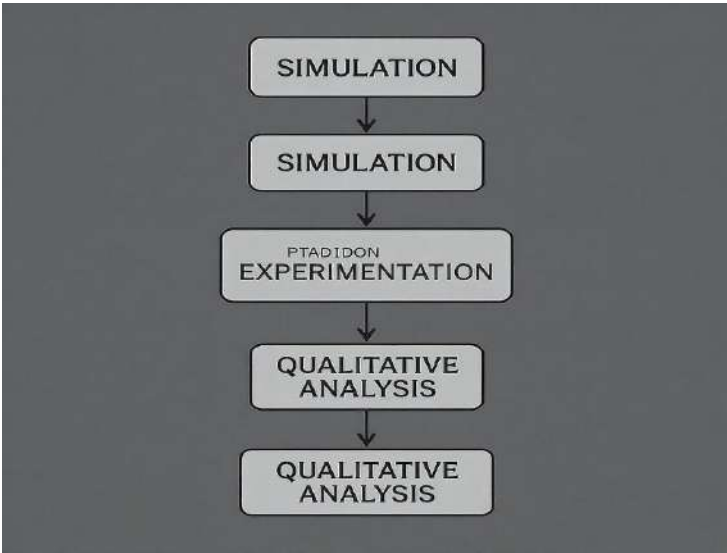 SIMULATION
SIMULATION
PTADIDON
EXPERIMENTATION
QUALITATIVE
ANALYSIS
QUALITATIVE
ANALYSIS